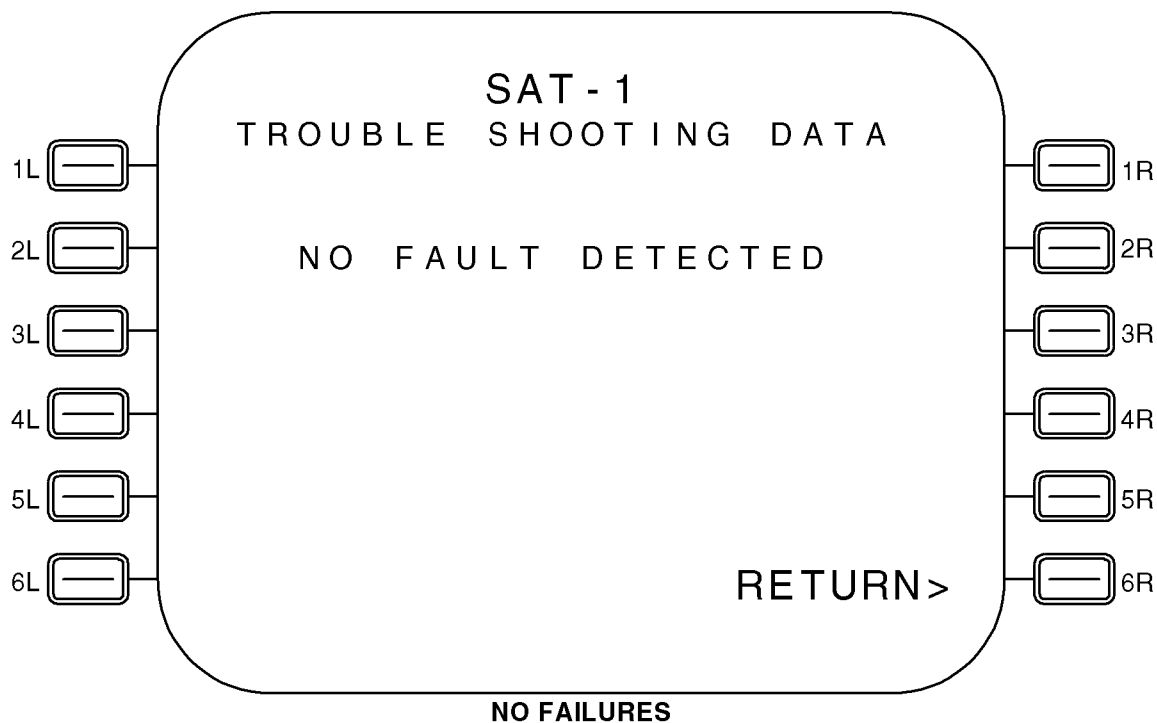 SAT-1
TROUBLE SHOOTING DATA
1L
1R
2L
NO FAULT DETECTED
2R
3L
3R
4L
4R
5L
5R
6L
RETURN>
6R
NO FAILURES